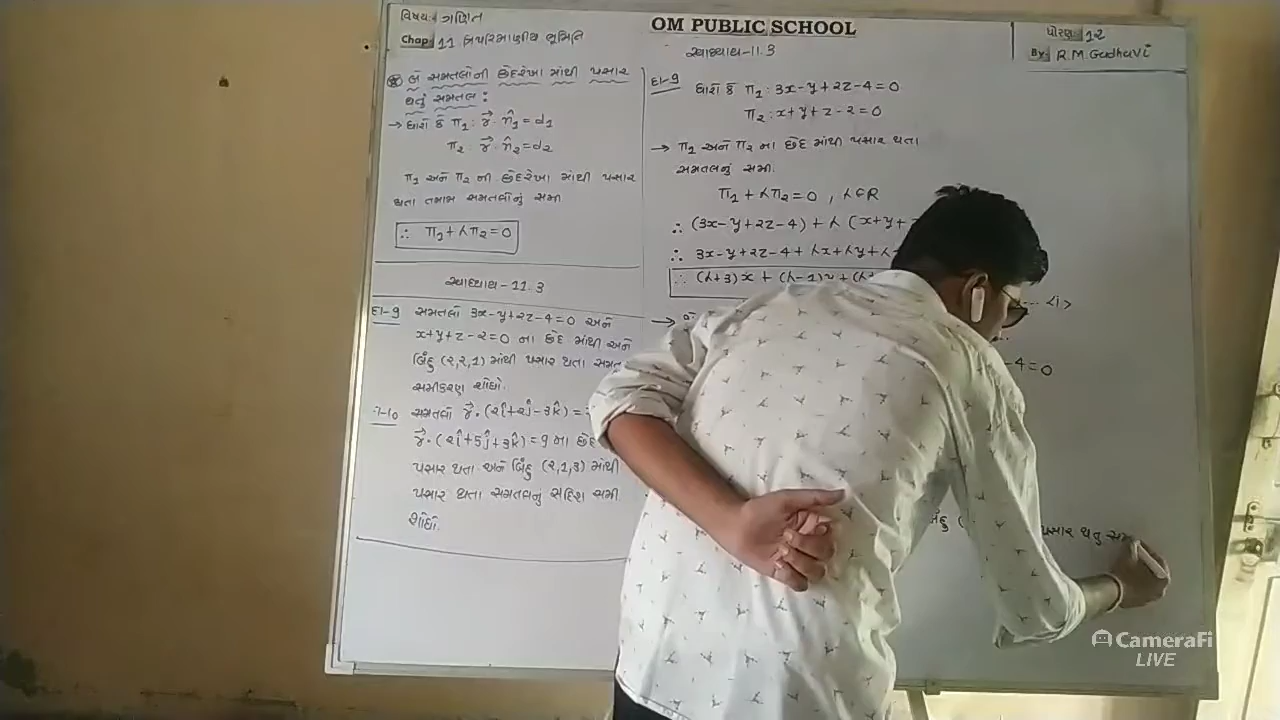 વિષય: ગણિત
Chap: 11 ત્રિપરિમાણીય ભૂમિતિ
OM PUBLIC SCHOOL
ધોરણ: 12
By: R.M.Gadhavi
સ્વાધ્યાય-11.3
⊛ બે સમતલોની છેદરેખા માંથી પસાર
થતું સમતલ :
→ ધારો કે π₁ : r⃗. n̂₁ = d₁
π₂ : r⃗. n̂₂ = d₂
π₁ અને π₂ ની છેદરેખા માંથી પસાર
થતા તમામ સમતલોનું સમી
∴ π₁ + λπ₂ = 0
સ્વાધ્યાય-11.3
દા-9 સમતલો 3x-y+2z-4=0 અને
x+y+z-2=0 ના છેદ માંથી અને
બિંદુ (2,2,1) માંથી પસાર થતા
સમીકરણ શોધો.
-10 સમતલો r⃗. (2î+2ĵ-3k̂) =
r⃗. (2î+5ĵ+3k̂) = 9 ના છેદ
પસાર થતા અને બિંદુ (2,1,3) માંથી
પસાર થતા સમતલનું સદિશ સમી
શોધો.
દા-9 ધારો કે π₁ : 3x-y+2z-4=0
π₂ : x+y+z-2=0
→ π₁ અને π₂ ના છેદ માંથી પસાર થતા
સમતલનું સમી.
π₁ + λπ₂ = 0 , λ∈R
∴ (3x-y+2z-4) + λ (x+y+
∴ 3x-y+2z-4 + λx+λy+λ
∴ (λ+3)x + (λ-1)y + (λ+ ... <i>
→
-4=0
બિંદુ ( પસાર થતુ સમ
CameraFi
LIVE